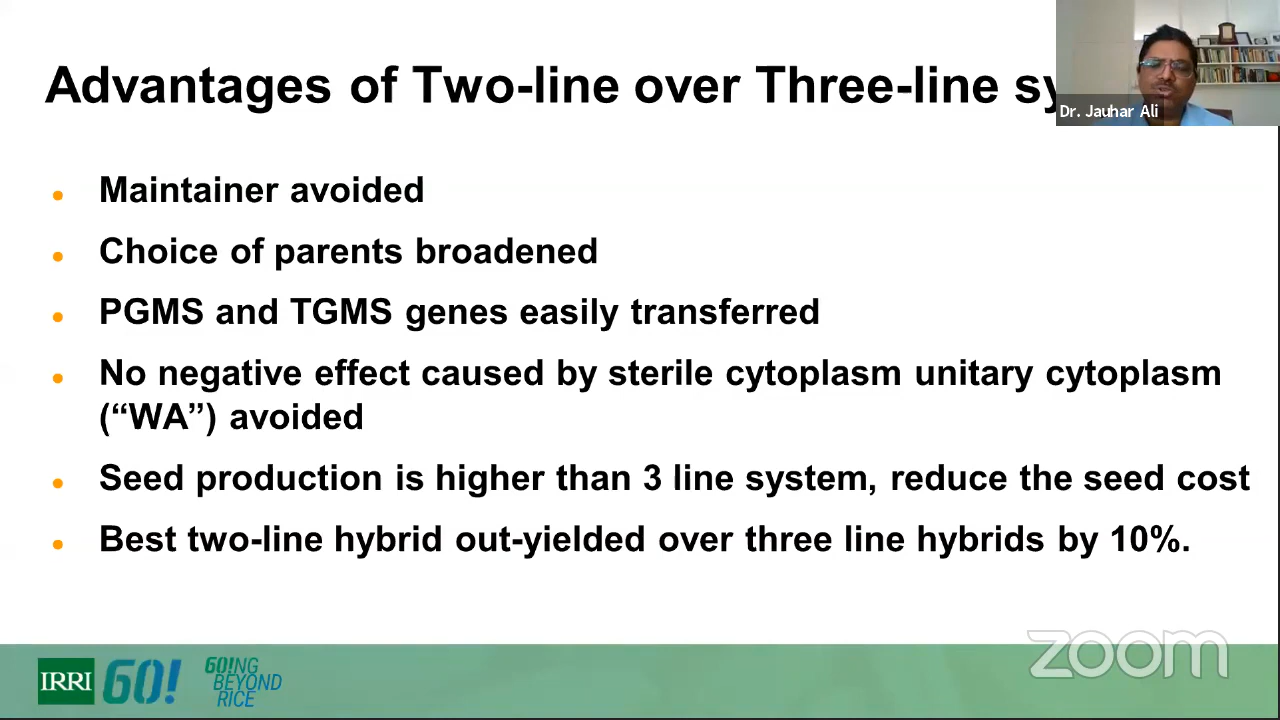 Advantages of Two-line over Three-line sy
Dr. Jauhar Ali
Maintainer avoided
Choice of parents broadened
PGMS and TGMS genes easily transferred
No negative effect caused by sterile cytoplasm unitary cytoplasm
(“WA”) avoided
Seed production is higher than 3 line system, reduce the seed cost
Best two-line hybrid out-yielded over three line hybrids by 10%.
IRRI 60!
GO!NG
BEYOND
RICE
zoom